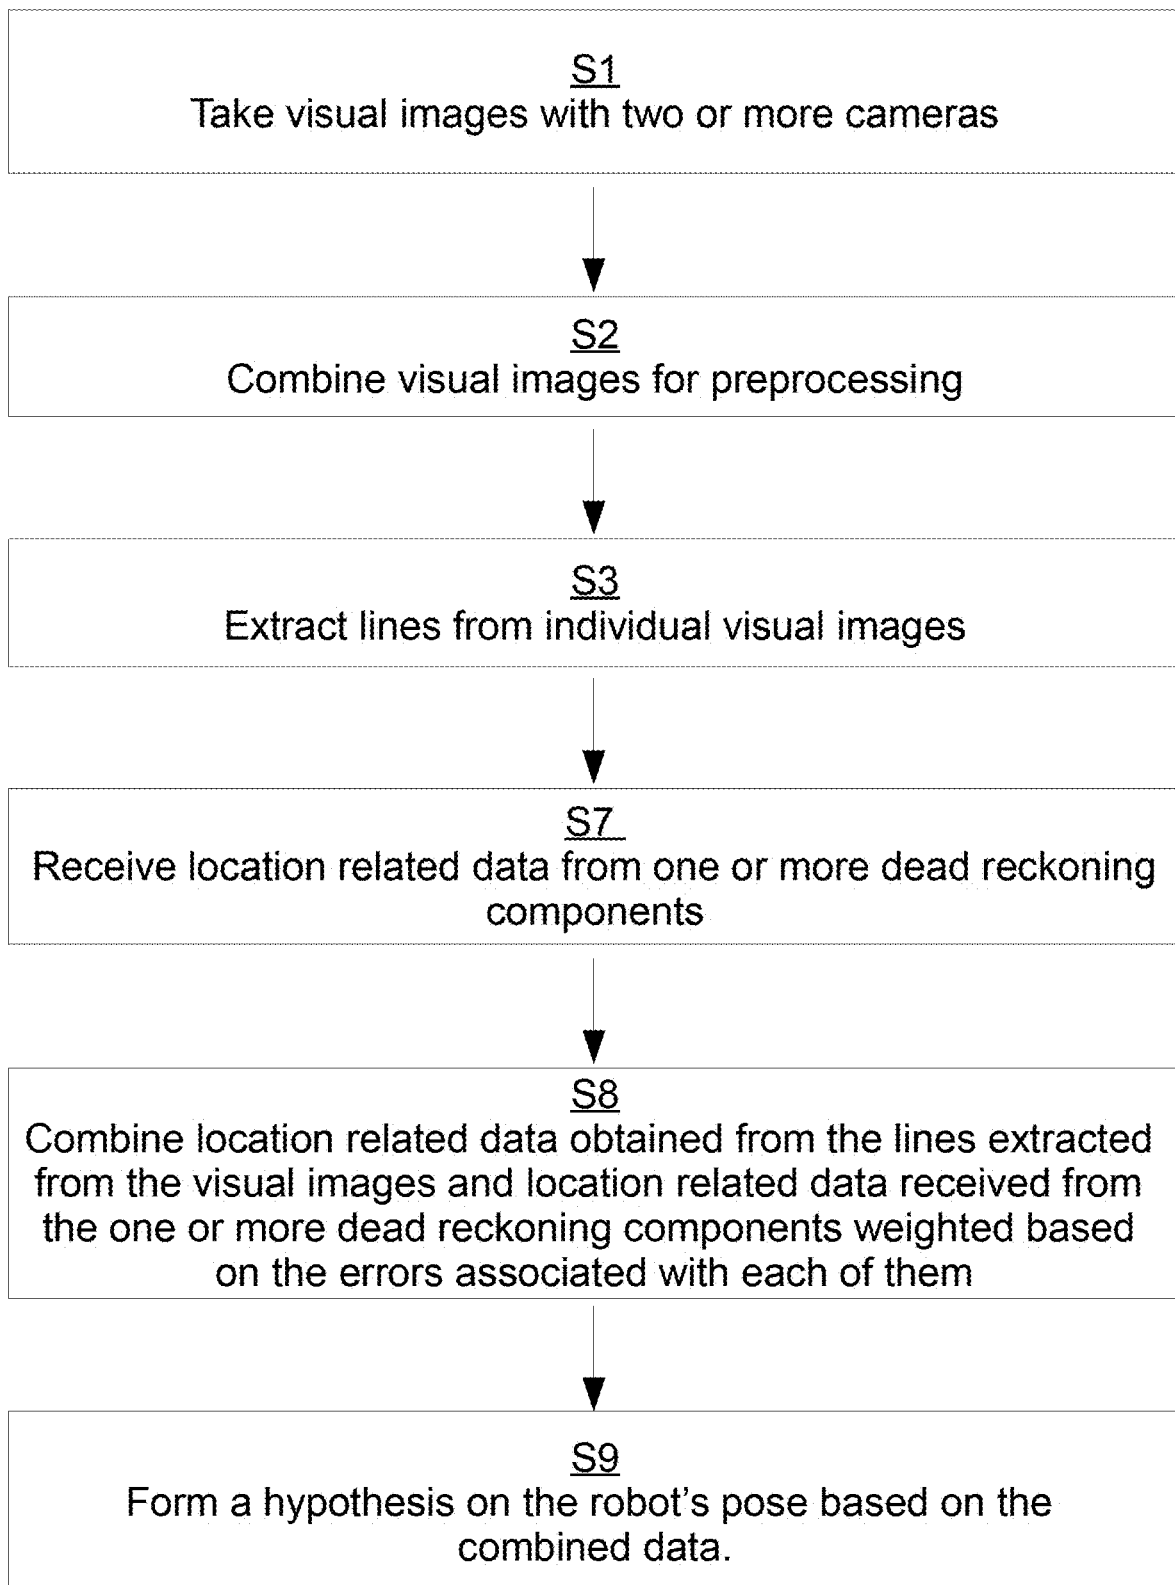 S1
Take visual images with two or more cameras
S2
Combine visual images for preprocessing
S3
Extract lines from individual visual images
S7
Receive location related data from one or more dead reckoning
components
S8
Combine location related data obtained from the lines extracted
from the visual images and location related data received from
the one or more dead reckoning components weighted based
on the errors associated with each of them
S9
Form a hypothesis on the robot's pose based on the
combined data.